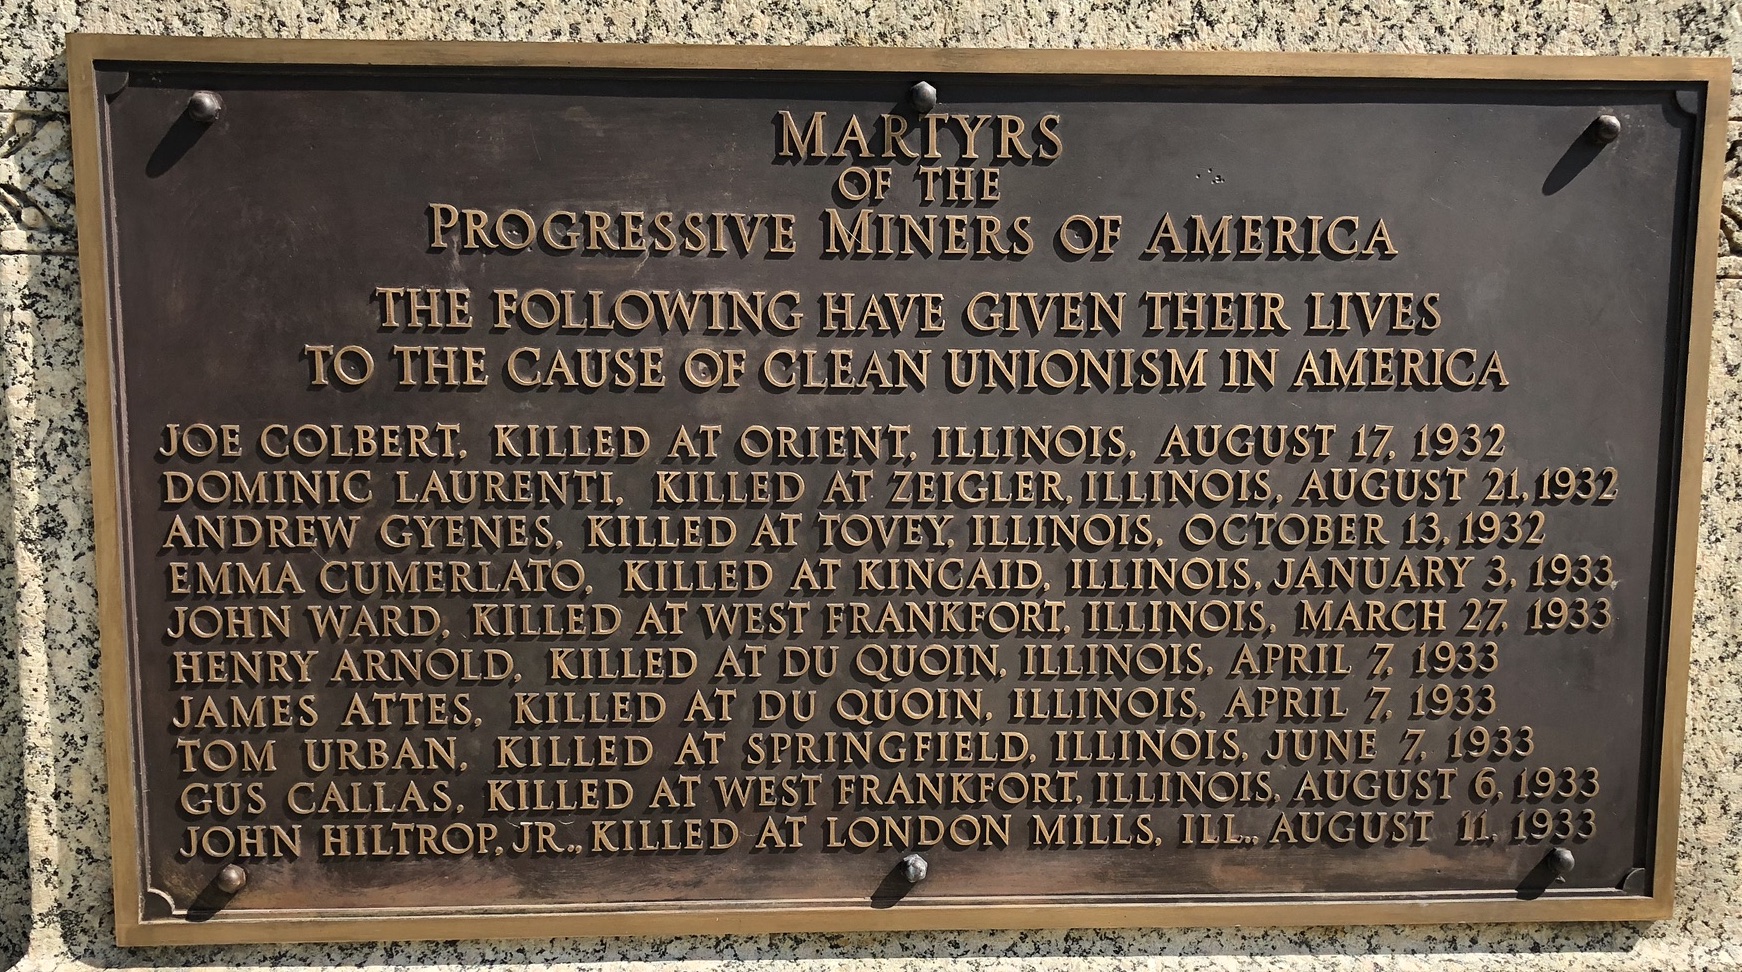 MARTYRS
OF THE
PROGRESSIVE MINERS OF AMERICA
THE FOLLOWING HAVE GIVEN THEIR LIVES
TO THE CAUSE OF CLEAN UNIONISM IN AMERICA
JOE COLBERT, KILLED AT ORIENT, ILLINOIS, AUGUST 17, 1932
DOMINIC LAURENTI, KILLED AT ZEIGLER, ILLINOIS, AUGUST 21, 1932
ANDREW GYENES, KILLED AT TOVEY, ILLINOIS, OCTOBER 13, 1932
EMMA CUMERLATO, KILLED AT KINCAID, ILLINOIS, JANUARY 3, 1933
JOHN WARD, KILLED AT WEST FRANKFORT, ILLINOIS, MARCH 27, 1933
HENRY ARNOLD, KILLED AT DU QUOIN, ILLINOIS, APRIL 7, 1933
JAMES ATTES, KILLED AT DU QUOIN, ILLINOIS, APRIL 7, 1933
TOM URBAN, KILLED AT SPRINGFIELD, ILLINOIS, JUNE 7, 1933
GUS CALLAS, KILLED AT WEST FRANKFORT, ILLINOIS, AUGUST 6, 1933
JOHN HILTROP, JR., KILLED AT LONDON MILLS, ILL., AUGUST 11, 1933